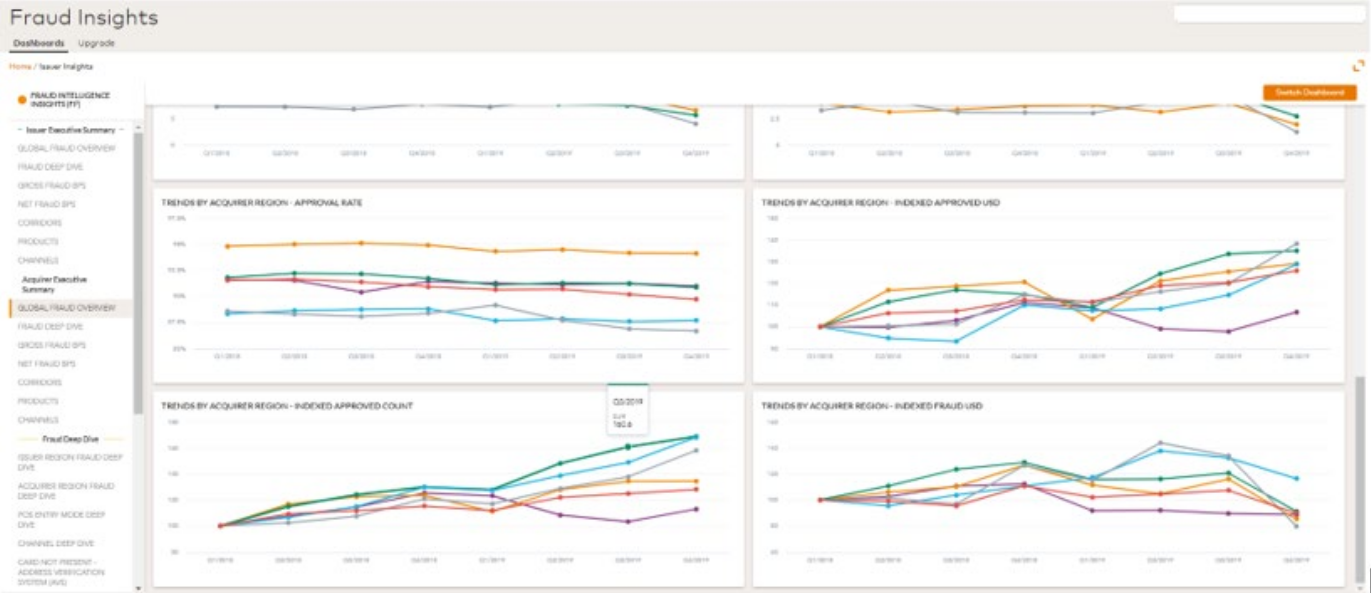 Fraud Insights
Dashboards Upgrade
Home / Issuer Insights
FRAUD INTELLIGENCE
INSIGHTS (FF)
Switch Dashboard
Issuer Executive Summary
GLOBAL FRAUD OVERVIEW
FRAUD DEEP DIVE
GROSS FRAUD BPS
NET FRAUD BPS
CORRIDORS
PRODUCTS
CHANNELS
Acquirer Executive
Summary
GLOBAL FRAUD OVERVIEW
FRAUD DEEP DIVE
GROSS FRAUD BPS
NET FRAUD BPS
CORRIDORS
PRODUCTS
CHANNELS
Fraud Deep Dive
ISSUER REGION FRAUD DEEP
DIVE
ACQUIRER REGION FRAUD
DEEP DIVE
POS ENTRY MODE DEEP
DIVE
CHANNEL DEEP DIVE
CARD NOT PRESENT -
ADDRESS VERIFICATION
SYSTEM (AVS)
Q1/2018 Q2/2018 Q3/2018 Q4/2018 Q1/2019 Q2/2019 Q3/2019 Q4/2019
Q1/2018 Q2/2018 Q3/2018 Q4/2018 Q1/2019 Q2/2019 Q3/2019 Q4/2019
TRENDS BY ACQUIRER REGION - APPROVAL RATE
Q1/2018 Q2/2018 Q3/2018 Q4/2018 Q1/2019 Q2/2019 Q3/2019 Q4/2019
TRENDS BY ACQUIRER REGION - INDEXED APPROVED USD
Q1/2018 Q2/2018 Q3/2018 Q4/2018 Q1/2019 Q2/2019 Q3/2019 Q4/2019
TRENDS BY ACQUIRER REGION - INDEXED APPROVED COUNT
Q3/2019
EUR
160.6
Q1/2018 Q2/2018 Q3/2018 Q4/2018 Q1/2019 Q2/2019 Q3/2019 Q4/2019
TRENDS BY ACQUIRER REGION - INDEXED FRAUD USD
Q1/2018 Q2/2018 Q3/2018 Q4/2018 Q1/2019 Q2/2019 Q3/2019 Q4/2019